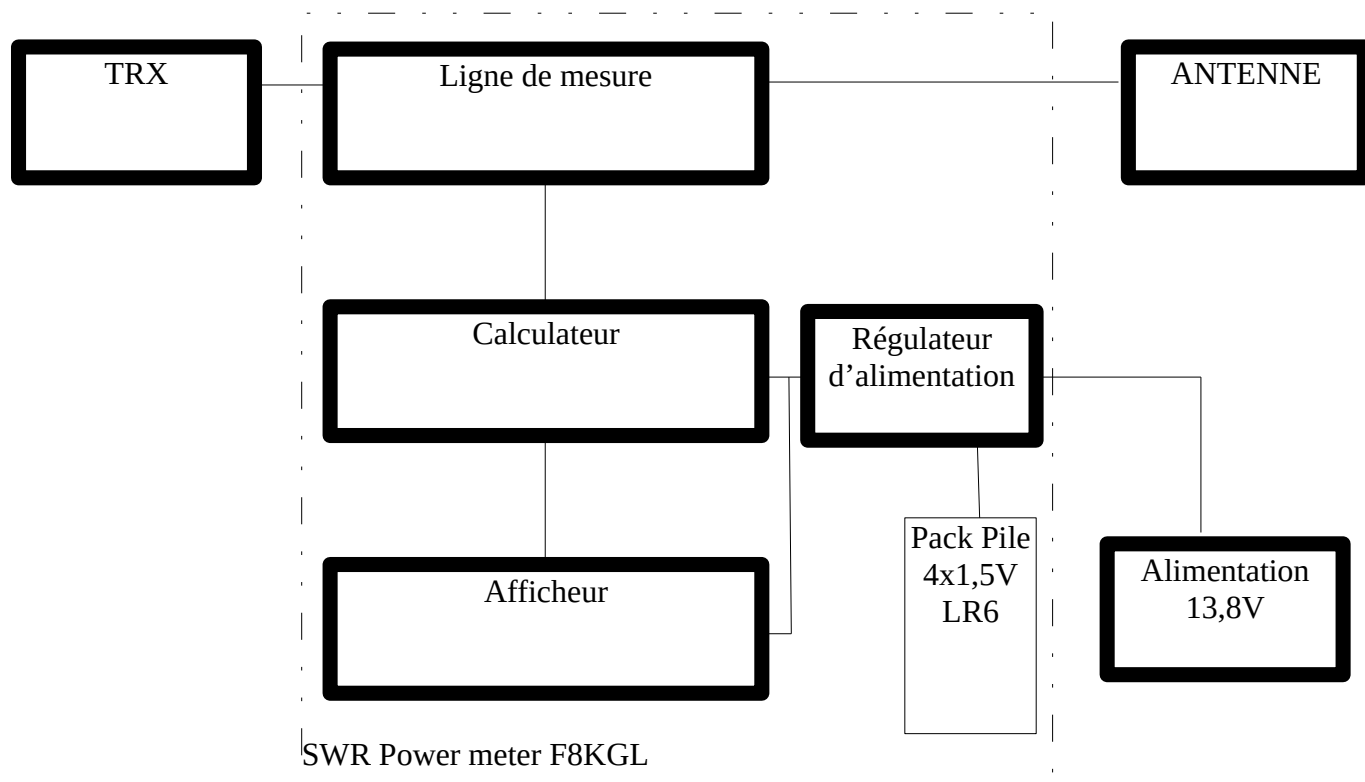 TRX
Ligne de mesure
ANTENNE
Calculateur
Régulateur
d’alimentation
Pack Pile
4x1,5V
LR6
Alimentation
13,8V
Afficheur
SWR Power meter F8KGL